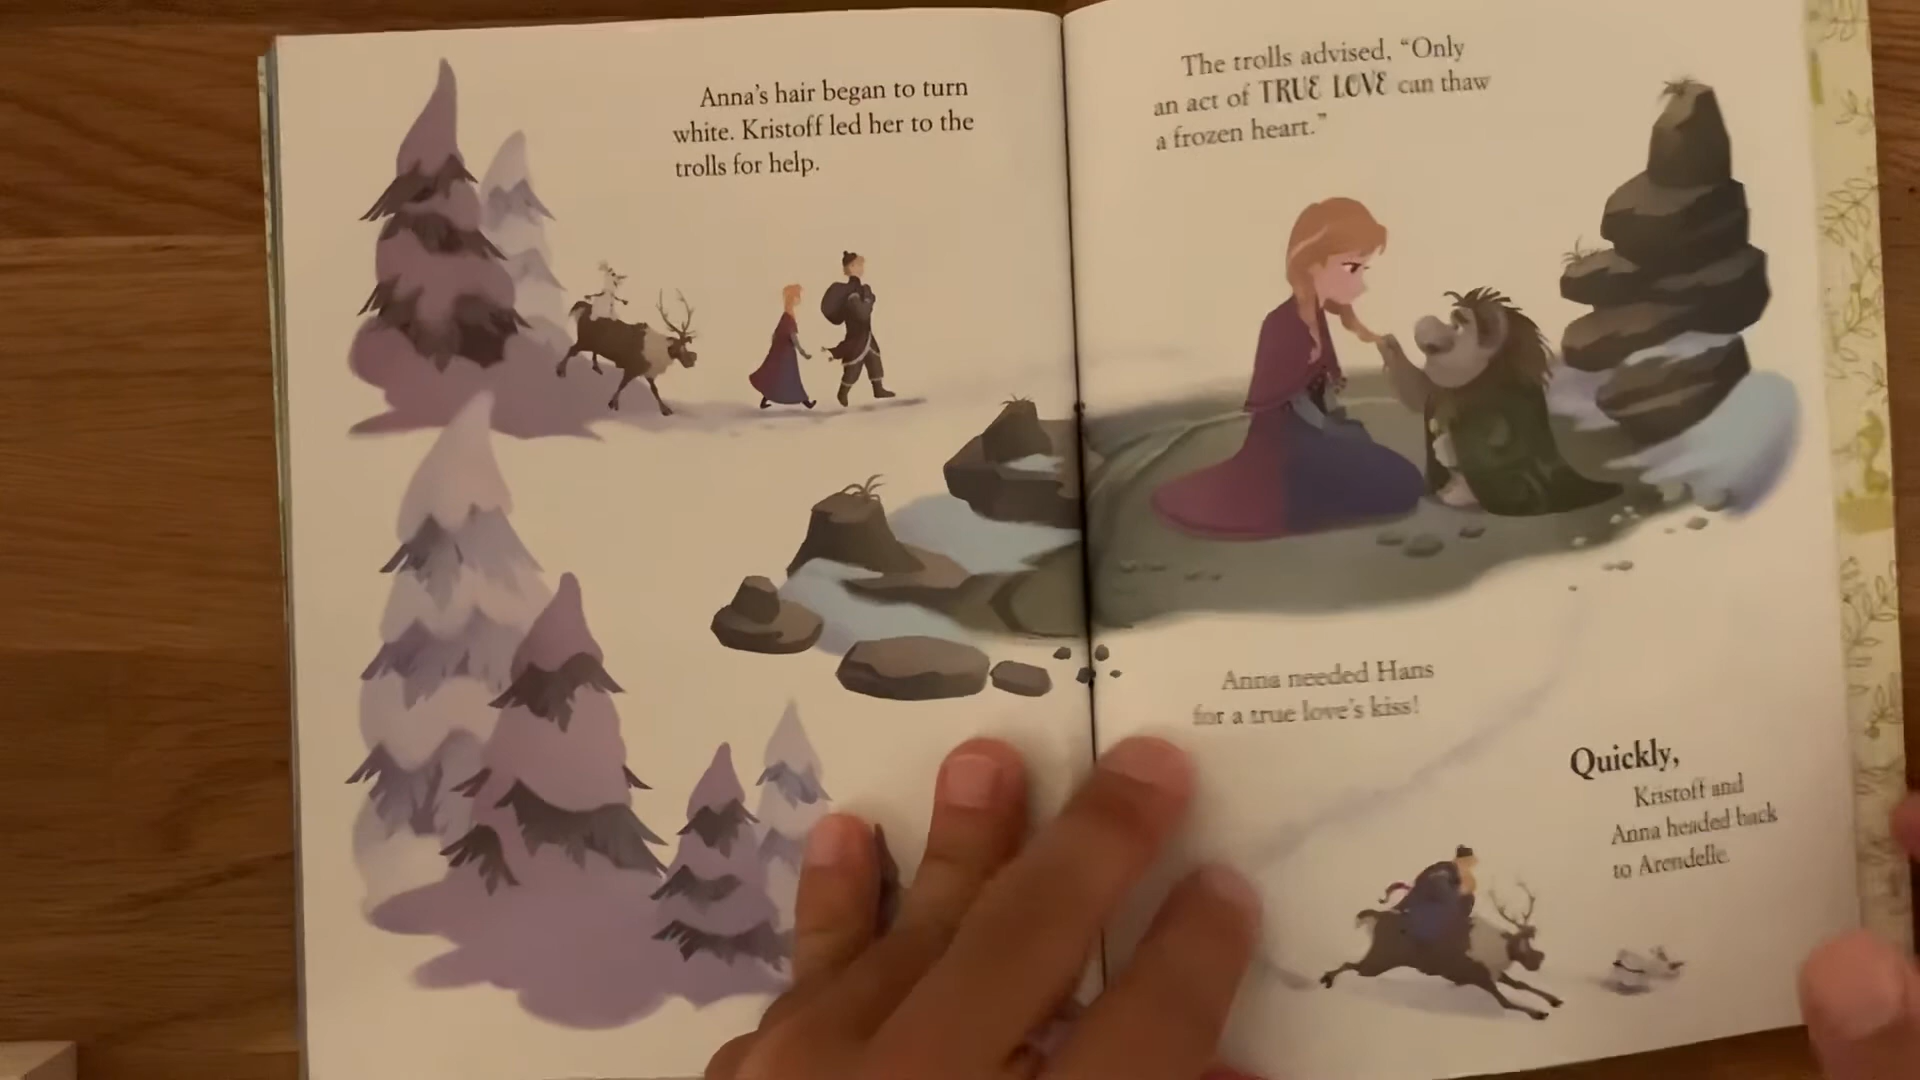 Anna's hair began to turn
white. Kristoff led her to the
trolls for help.
The trolls advised, “Only
an act of TRUE LOVE can thaw
a frozen heart.”
Anna needed Hans
for a true love's kiss!
Quickly,
Kristoff and
Anna headed back
to Arendelle.